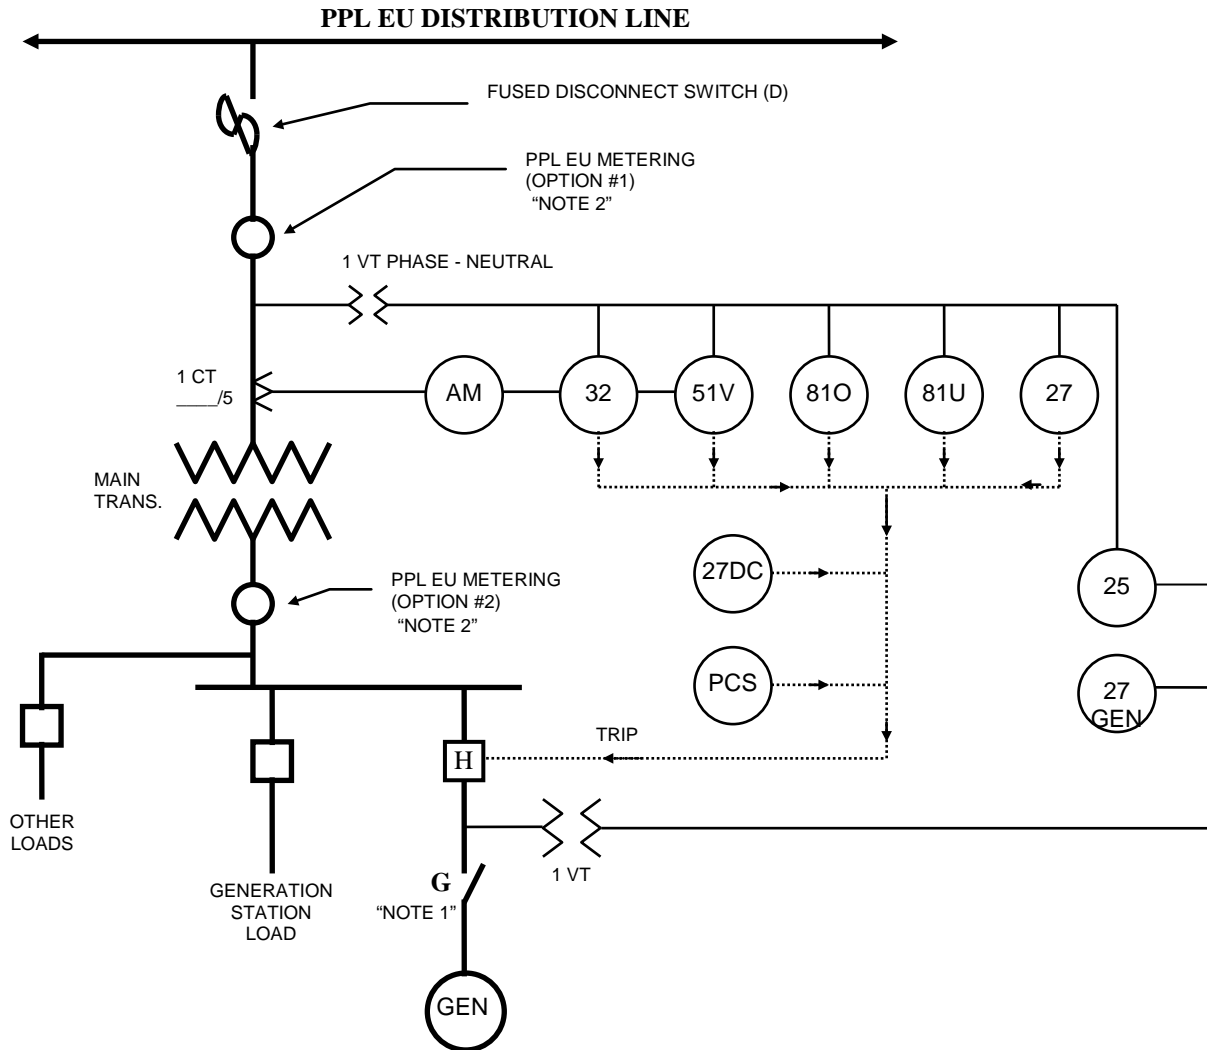 PPL EU DISTRIBUTION LINE
FUSED DISCONNECT SWITCH (D)
PPL EU METERING
(OPTION #1)
“NOTE 2”
1 VT PHASE - NEUTRAL
1 CT
____/5
AM
32
51V
81O
81U
27
MAIN
TRANS.
27DC
25
PPL EU METERING
(OPTION #2)
“NOTE 2”
PCS
27
GEN
TRIP
H
OTHER
LOADS
GENERATION
STATION
LOAD
G
“NOTE 1”
1 VT
GEN